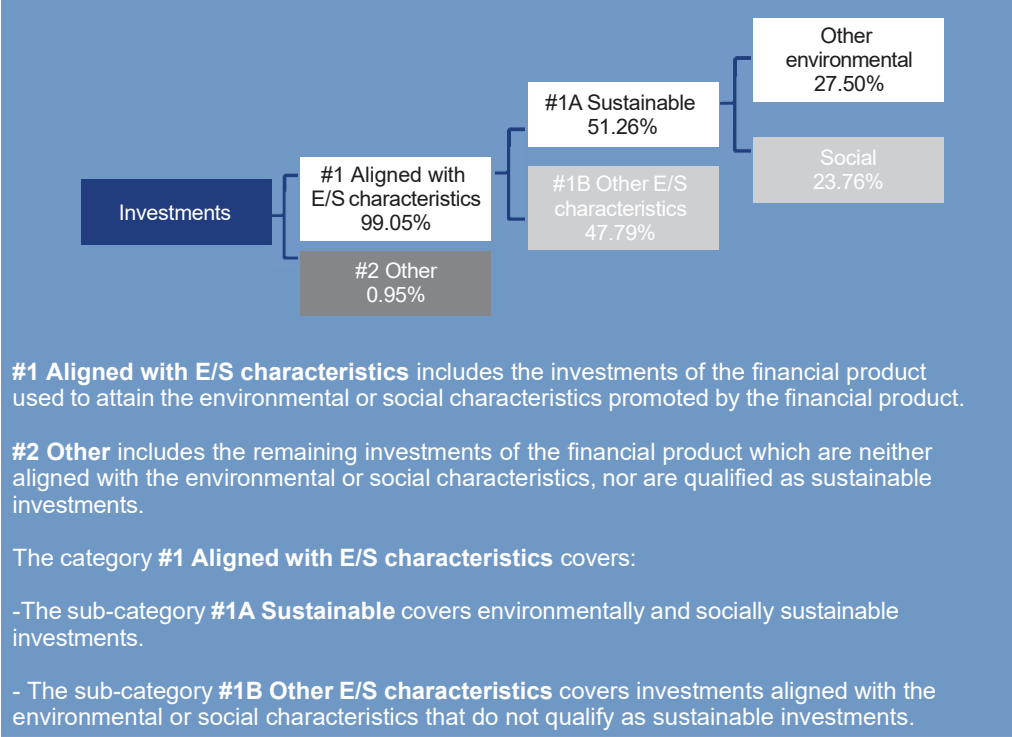 Other
environmental
27.50%
#1A Sustainable
51.26%
Social
23.76%
#1 Aligned with
E/S characteristics
99.05%
#1B Other E/S
characteristics
47.79%
Investments
#2 Other
0.95%
#1 Aligned with E/S characteristics includes the investments of the financial product
used to attain the environmental or social characteristics promoted by the financial product.
#2 Other includes the remaining investments of the financial product which are neither
aligned with the environmental or social characteristics, nor are qualified as sustainable
investments.
The category #1 Aligned with E/S characteristics covers:
-The sub-category #1A Sustainable covers environmentally and socially sustainable
investments.
- The sub-category #1B Other E/S characteristics covers investments aligned with the
environmental or social characteristics that do not qualify as sustainable investments.